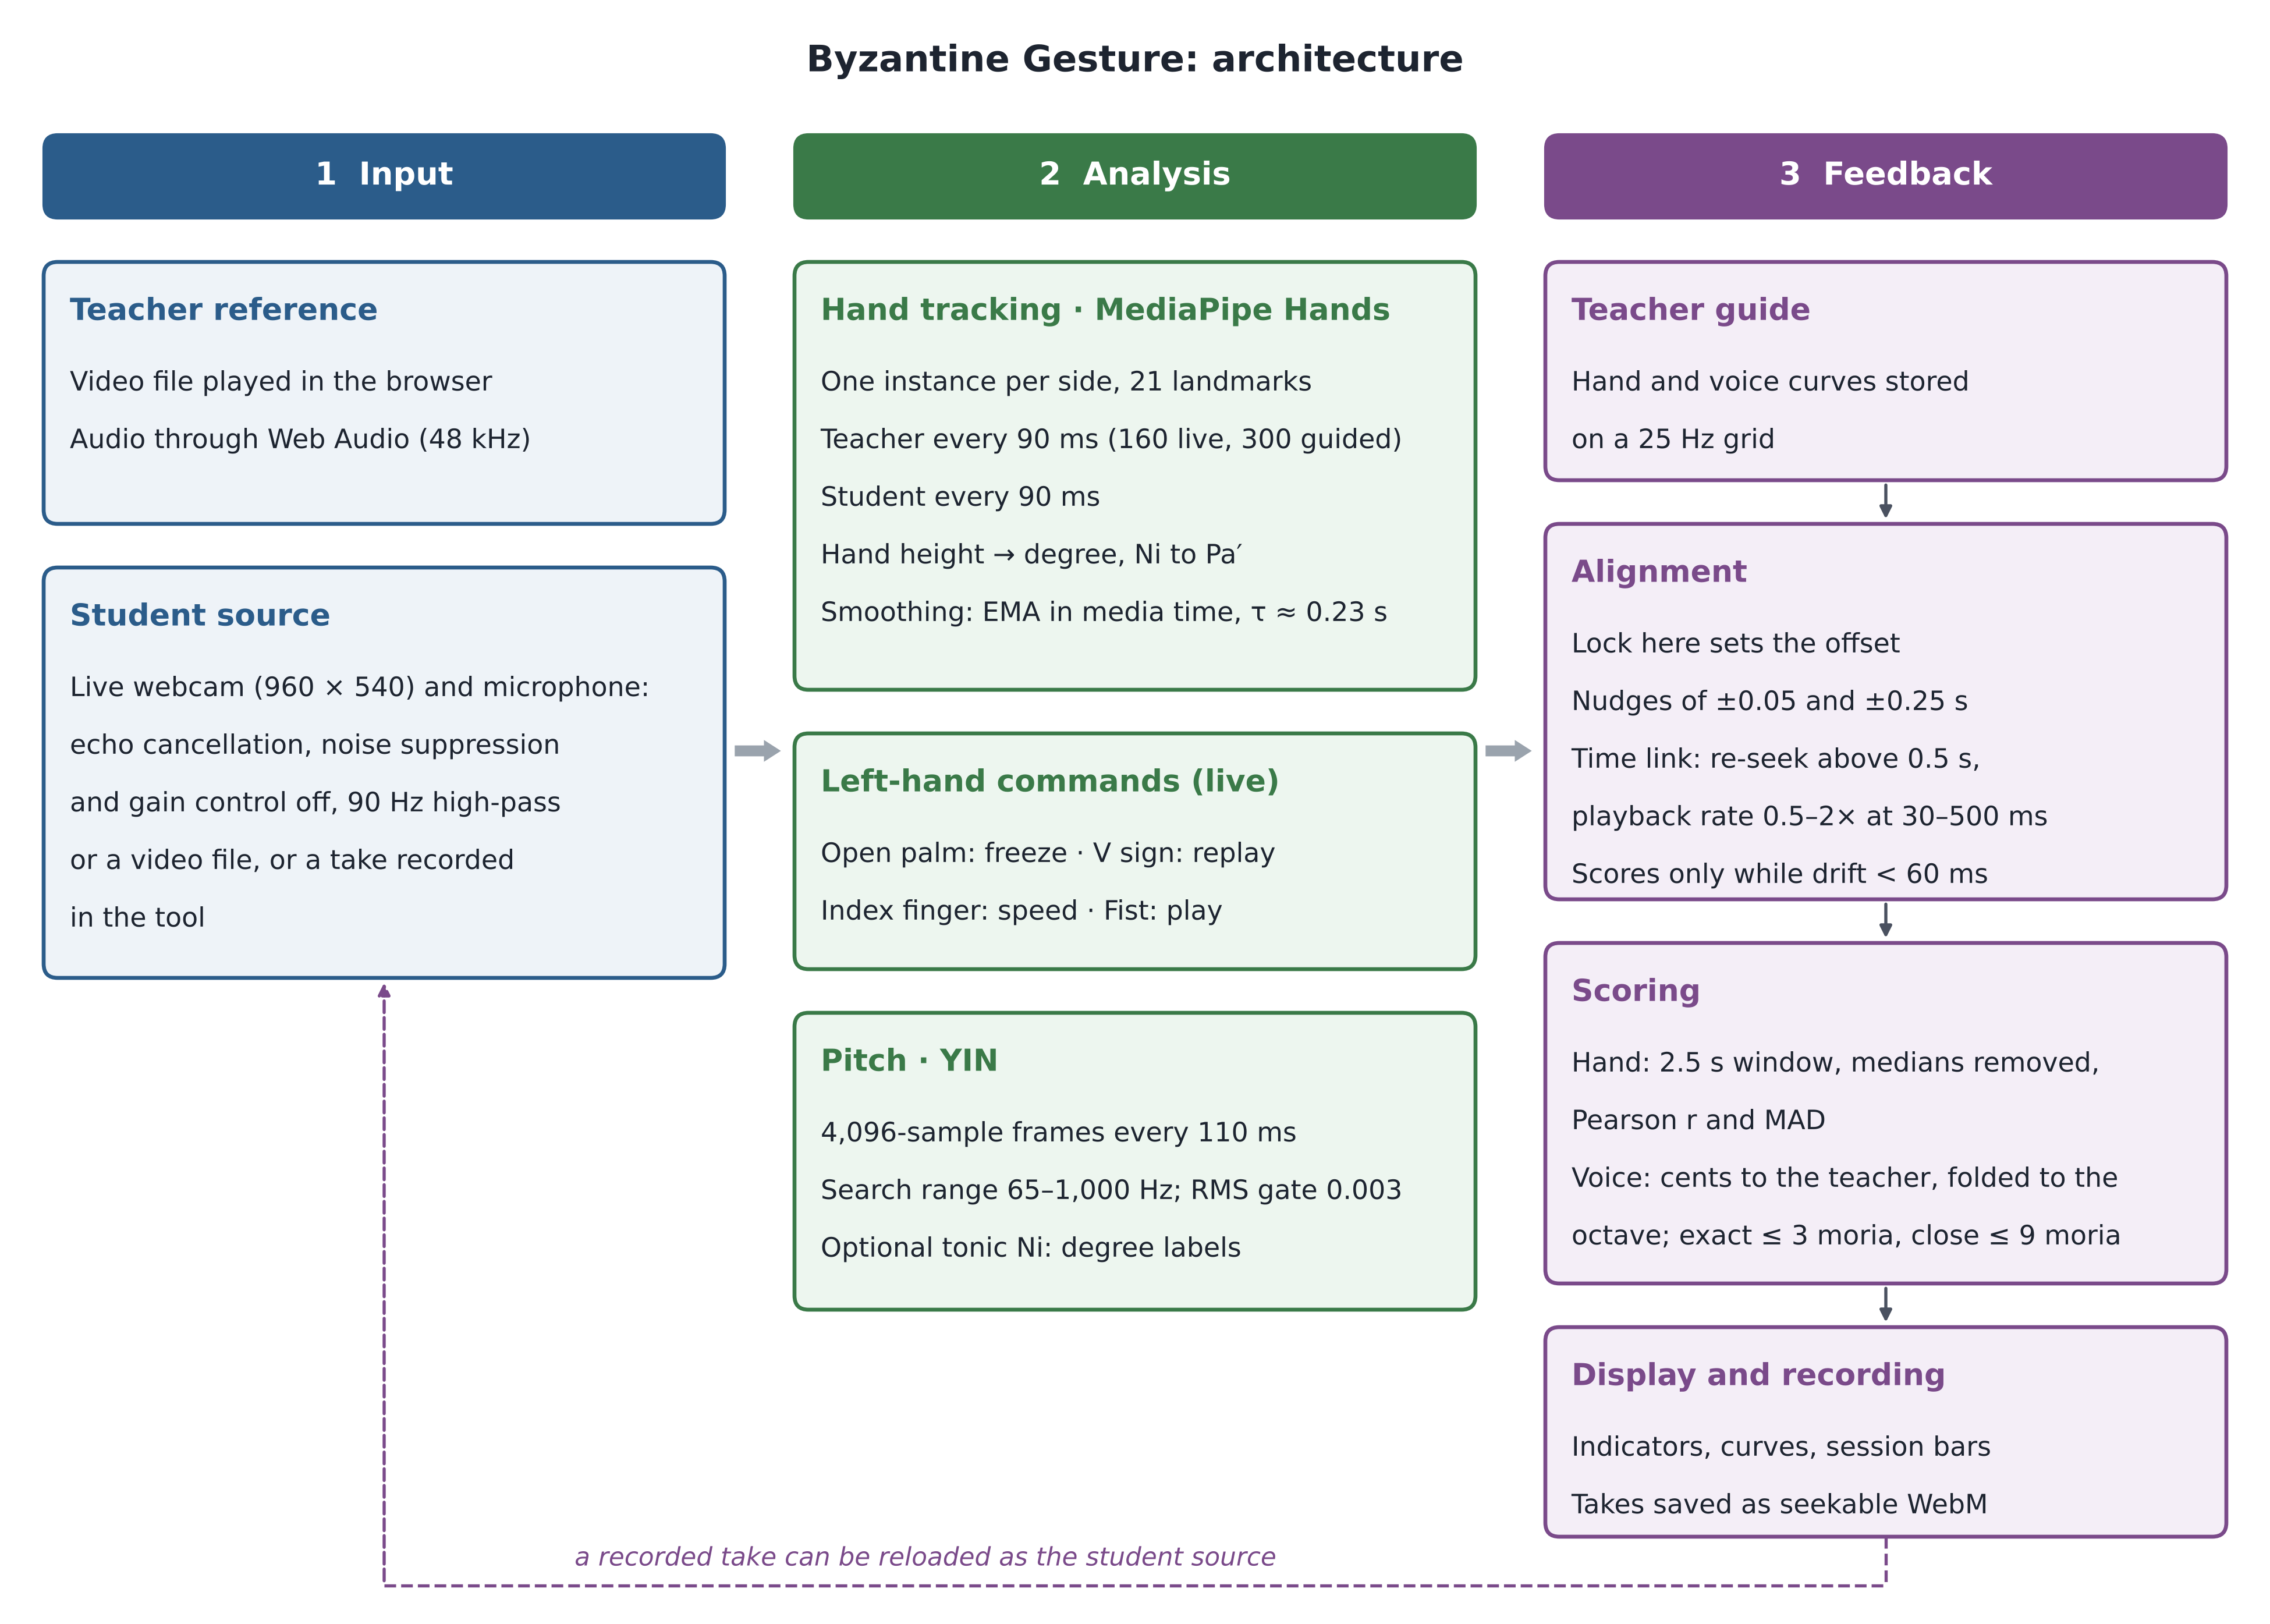 Byzantine Gesture: architecture
1 Input
Teacher reference
Video file played in the browser
Audio through Web Audio (48 kHz)
Student source
Live webcam (960 × 540) and microphone:
echo cancellation, noise suppression
and gain control off, 90 Hz high-pass
or a video file, or a take recorded
in the tool
2 Analysis
Hand tracking · MediaPipe Hands
One instance per side, 21 landmarks
Teacher every 90 ms (160 live, 300 guided)
Student every 90 ms
Hand height → degree, Ni to Pa′
Smoothing: EMA in media time, τ ≈ 0.23 s
Left-hand commands (live)
Open palm: freeze · V sign: replay
Index finger: speed · Fist: play
Pitch · YIN
4,096-sample frames every 110 ms
Search range 65–1,000 Hz; RMS gate 0.003
Optional tonic Ni: degree labels
3 Feedback
Teacher guide
Hand and voice curves stored
on a 25 Hz grid
Alignment
Lock here sets the offset
Nudges of ±0.05 and ±0.25 s
Time link: re-seek above 0.5 s,
playback rate 0.5–2× at 30–500 ms
Scores only while drift < 60 ms
Scoring
Hand: 2.5 s window, medians removed,
Pearson r and MAD
Voice: cents to the teacher, folded to the
octave; exact ≤ 3 moria, close ≤ 9 moria
Display and recording
Indicators, curves, session bars
Takes saved as seekable WebM
a recorded take can be reloaded as the student source